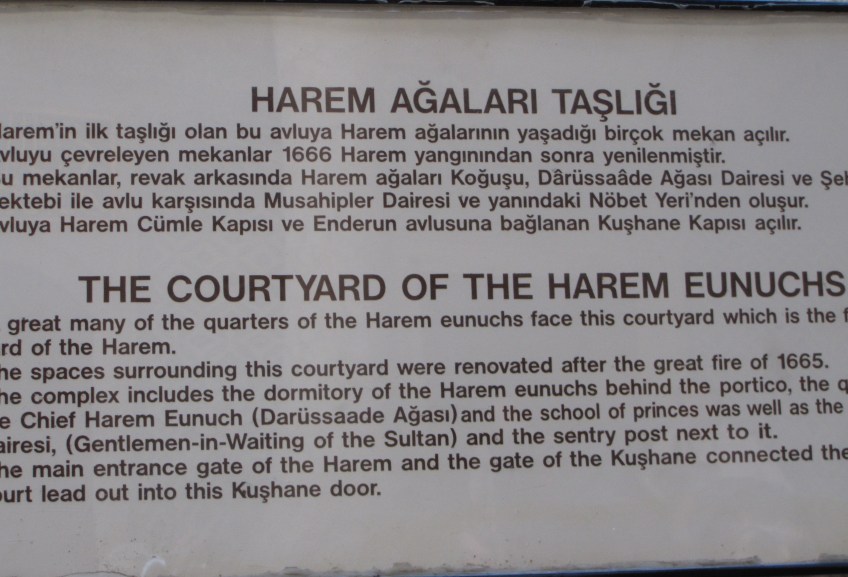 HAREM AĞALARI TAŞLIĞI
arem'in ilk taşlığı olan bu avluya Harem ağalarının yaşadığı birçok mekan açılır.
vluyu çevreleyen mekanlar 1666 Harem yangınından sonra yenilenmiştir.
u mekanlar, revak arkasında Harem ağaları Koğuşu, Dârüssaâde Ağası Dairesi ve Şeh
ektebi ile avlu karşısında Musahipler Dairesi ve yanındaki Nöbet Yeri'nden oluşur.
vluya Harem Cümle Kapısı ve Enderun avlusuna bağlanan Kuşhane Kapısı açılır.
THE COURTYARD OF THE HAREM EUNUCHS
great many of the quarters of the Harem eunuchs face this courtyard which is the f
rd of the Harem.
he spaces surrounding this courtyard were renovated after the great fire of 1665.
he complex includes the dormitory of the Harem eunuchs behind the portico, the q
e Chief Harem Eunuch (Darüssaade Ağası) and the school of princes was well as the
airesi, (Gentlemen-in-Waiting of the Sultan) and the sentry post next to it.
he main entrance gate of the Harem and the gate of the Kuşhane connected the
ourt lead out into this Kuşhane door.